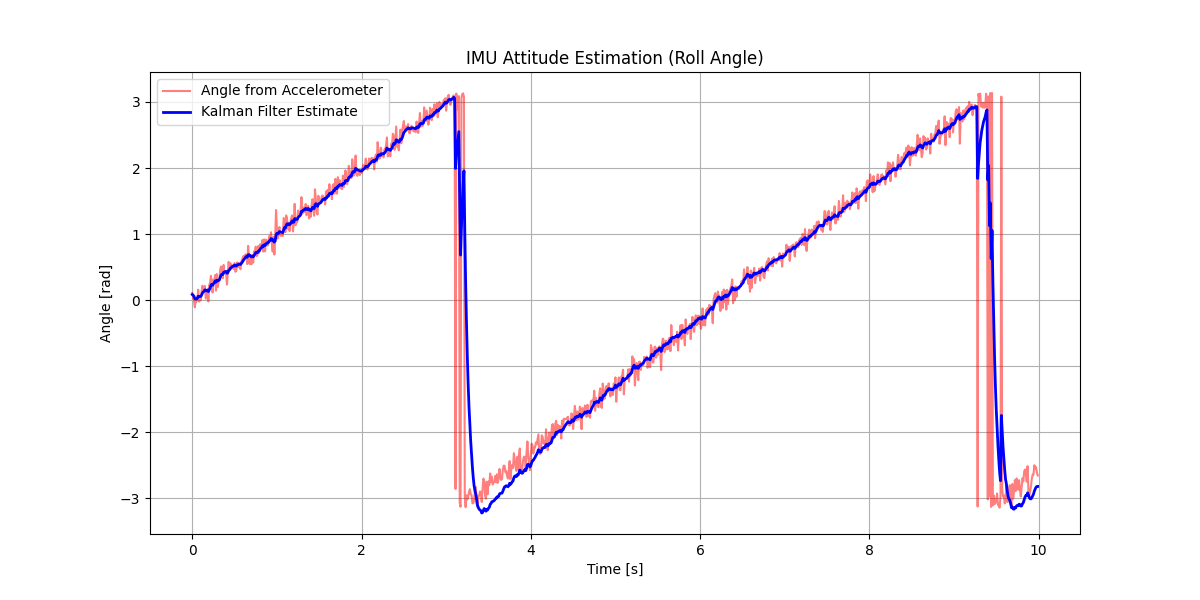 IMU Attitude Estimation (Roll Angle)
Angle from Accelerometer
Kalman Filter Estimate
Angle [rad]
3
2
1
0
−1
−2
−3
0
2
4
6
8
10
Time [s]